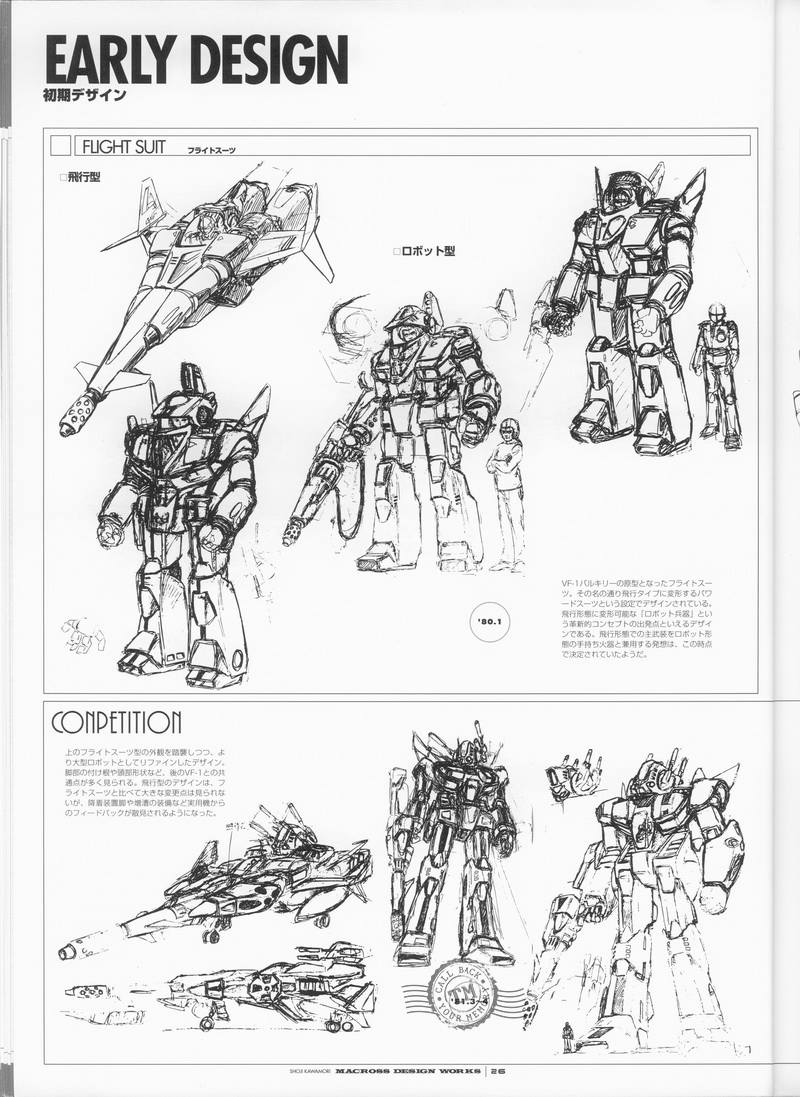 EARLY DESIGN
初期デザイン
FLIGHT SUIT フライトスーツ
□飛行型
□ロボット型
VF-1バルキリーの原型となったフライトスー
ツ。その名の通り飛行タイプに変形するパワ
ードスーツという設定でデザインされている。
飛行形態に変形可能な「ロボット兵器」とい
う革新的コンセプトの出発点といえるデザイ
ンである。飛行形態での主武装をロボット形
態の手持ち火器と兼用する発想は、この時点
で決定されていたようだ。
'80.1
CONPETITION
上のフライトスーツ型の外観を踏襲しつつ、よ
り大型ロボットとしてリファインしたデザイン。
脚部の付け根や頭部形状など、後のVF-1との共
通点が多く見られる。飛行型のデザインは、フ
ライトスーツと比べて大きな変更点は見られな
いが、降着装置脚や増漕の装備など実用機から
のフィードバックが散見されるようになった。
CALL BACK
TM
'81.3~4
YOUR MEN
SHOJI KAWAMORI MACROSS DESIGN WORKS | 26